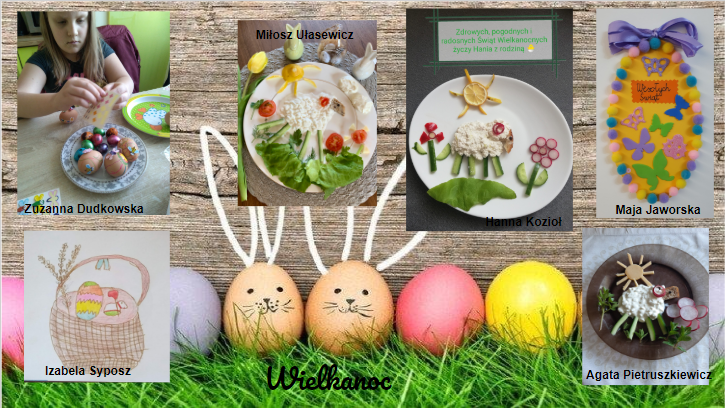 Miłosz Ułasewicz
Zdrowych, pogodnych i
radosnych Świąt Wielkanocnych
życzy Hania z rodziną
Wesołych
Świąt
Zuzanna Dudkowska
Hanna Kozioł
Maja Jaworska
Izabela Syposz
Wielkanoc
Agata Pietruszkiewicz